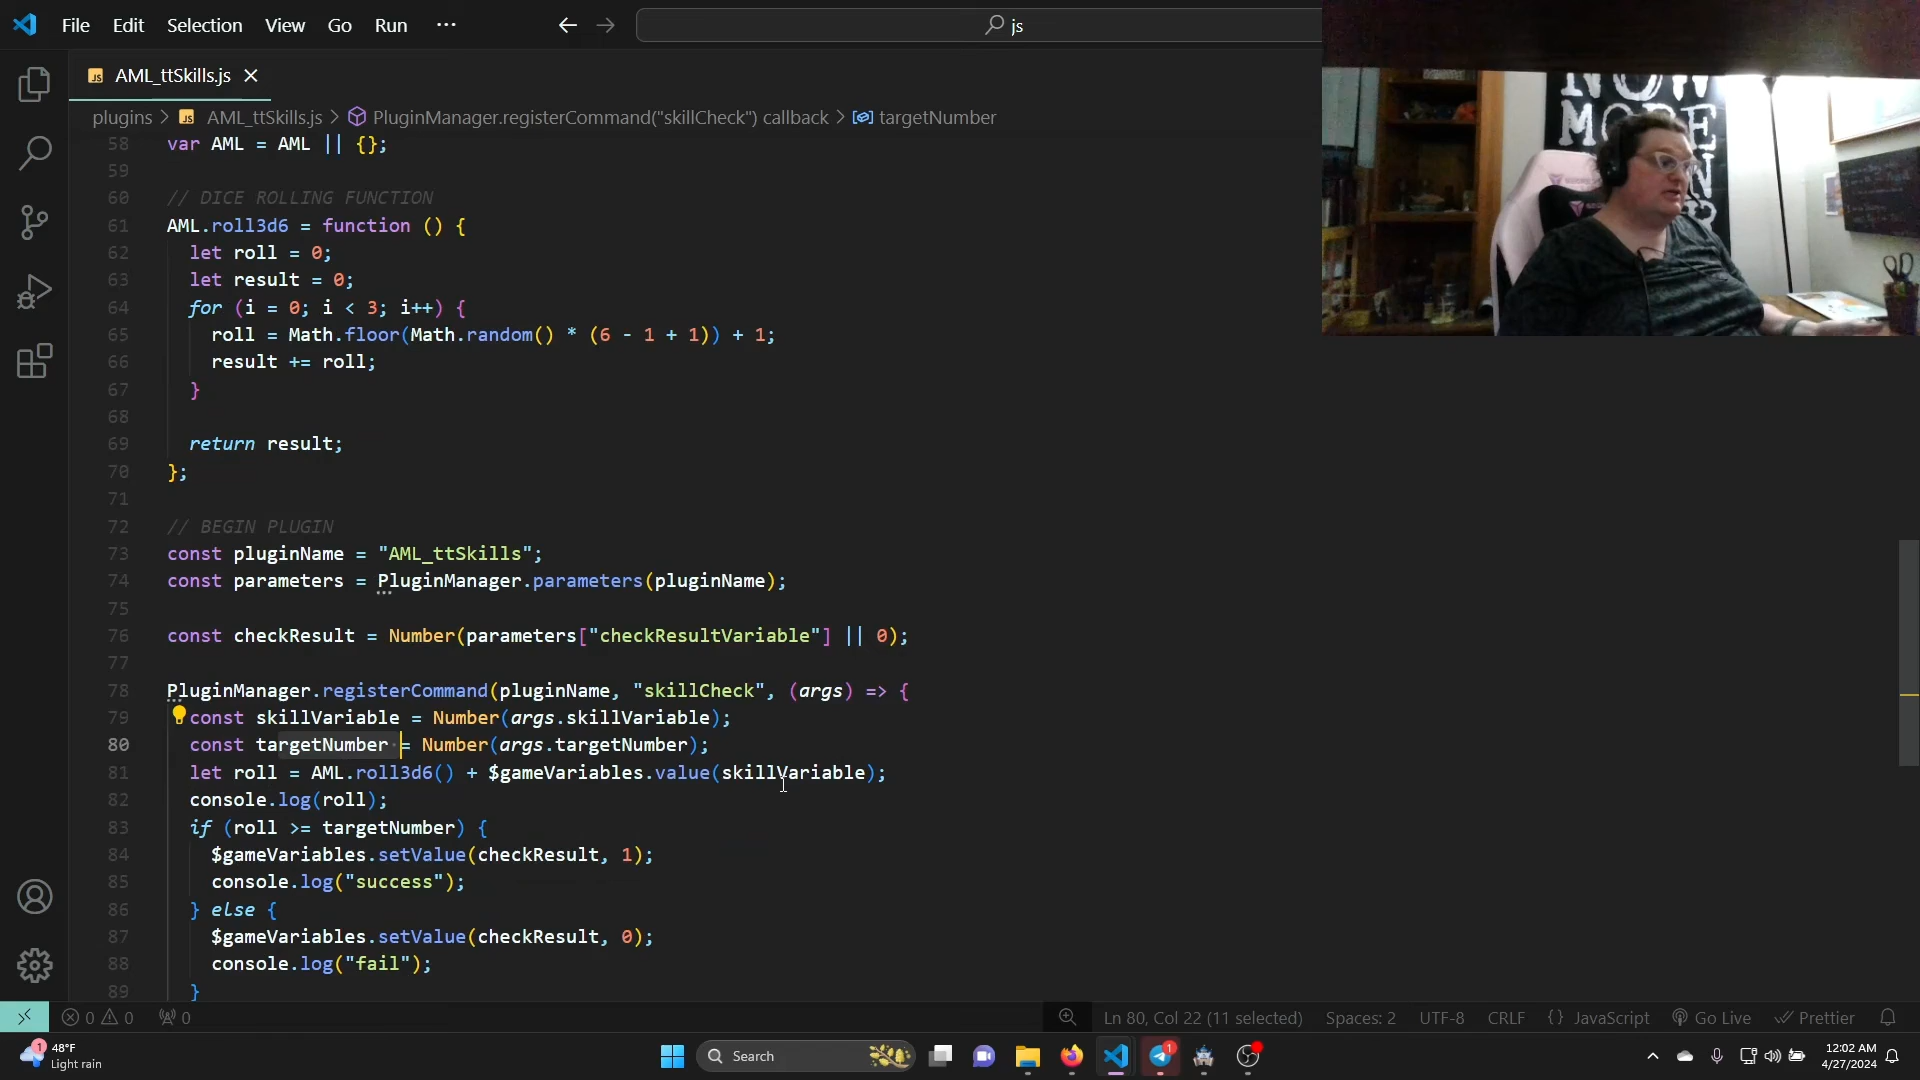 File Edit Selection View Go Run ···
js
AML_ttSkills.js
plugins > AML_ttSkills.js > PluginManager.registerCommand("skillCheck") callback > targetNumber
58 var AML = AML || {};
59
60 // DICE ROLLING FUNCTION
61 AML.roll3d6 = function () {
62 let roll = 0;
63 let result = 0;
64 for (i = 0; i < 3; i++) {
65 roll = Math.floor(Math.random() * (6 - 1 + 1)) + 1;
66 result += roll;
67 }
68
69 return result;
70 };
71
72 // BEGIN PLUGIN
73 const pluginName = "AML_ttSkills";
74 const parameters = PluginManager.parameters(pluginName);
75
76 const checkResult = Number(parameters["checkResultVariable"] || 0);
77
78 PluginManager.registerCommand(pluginName, "skillCheck", (args) => {
79 const skillVariable = Number(args.skillVariable);
80 const targetNumber = Number(args.targetNumber);
81 let roll = AML.roll3d6() + $gameVariables.value(skillVariable);
82 console.log(roll);
83 if (roll >= targetNumber) {
84 $gameVariables.setValue(checkResult, 1);
85 console.log("success");
86 } else {
87 $gameVariables.setValue(checkResult, 0);
88 console.log("fail");
89 }
0 0 0 Ln 80, Col 22 (11 selected) Spaces: 2 UTF-8 CRLF {} JavaScript Go Live Prettier
1 48°F
Light rain
Search
1
12:02 AM
4/27/2024